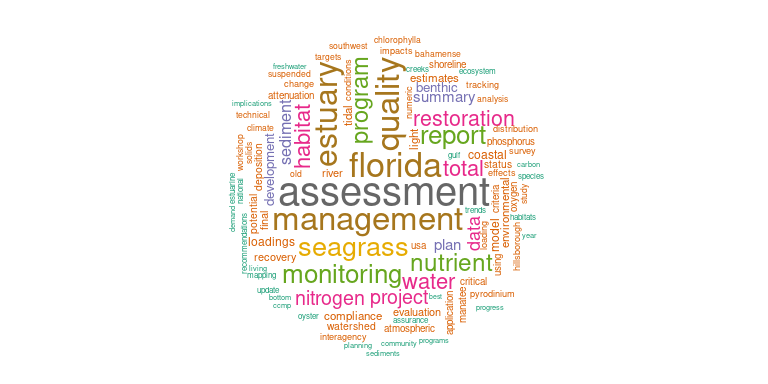 chlorophylla
southwest
impacts
bahamense
targets
shoreline
freshwater
suspended
conditions
creeks
ecosystem
change
estuary
program
quality
estimates
benthic
tracking
attenuation
numeric
summary
analysis
implications
tidal
sediment
habitat
restoration
technical
climate
light
report
distribution
phosphorus
workshop
solids
deposition
development
florida
gulf
coastal
survey
total
status
carbon
old
river
effects
species
demand
estuarine
national
assessment
environmental
criteria
oxygen
study
potential
final
management
trends
data
loading
model
habitats
recommendations
loadings
seagrass
usa
plan
year
hillsborough
recovery
nutrient
using
living
mapping
monitoring
water
critical
update
bottom
ccmp
nitrogen
project
best
application
manatee
pyrodinium
progress
oyster
compliance
evaluation
assurance
watershed
atmospheric
interagency
planning
community
programs
sediments